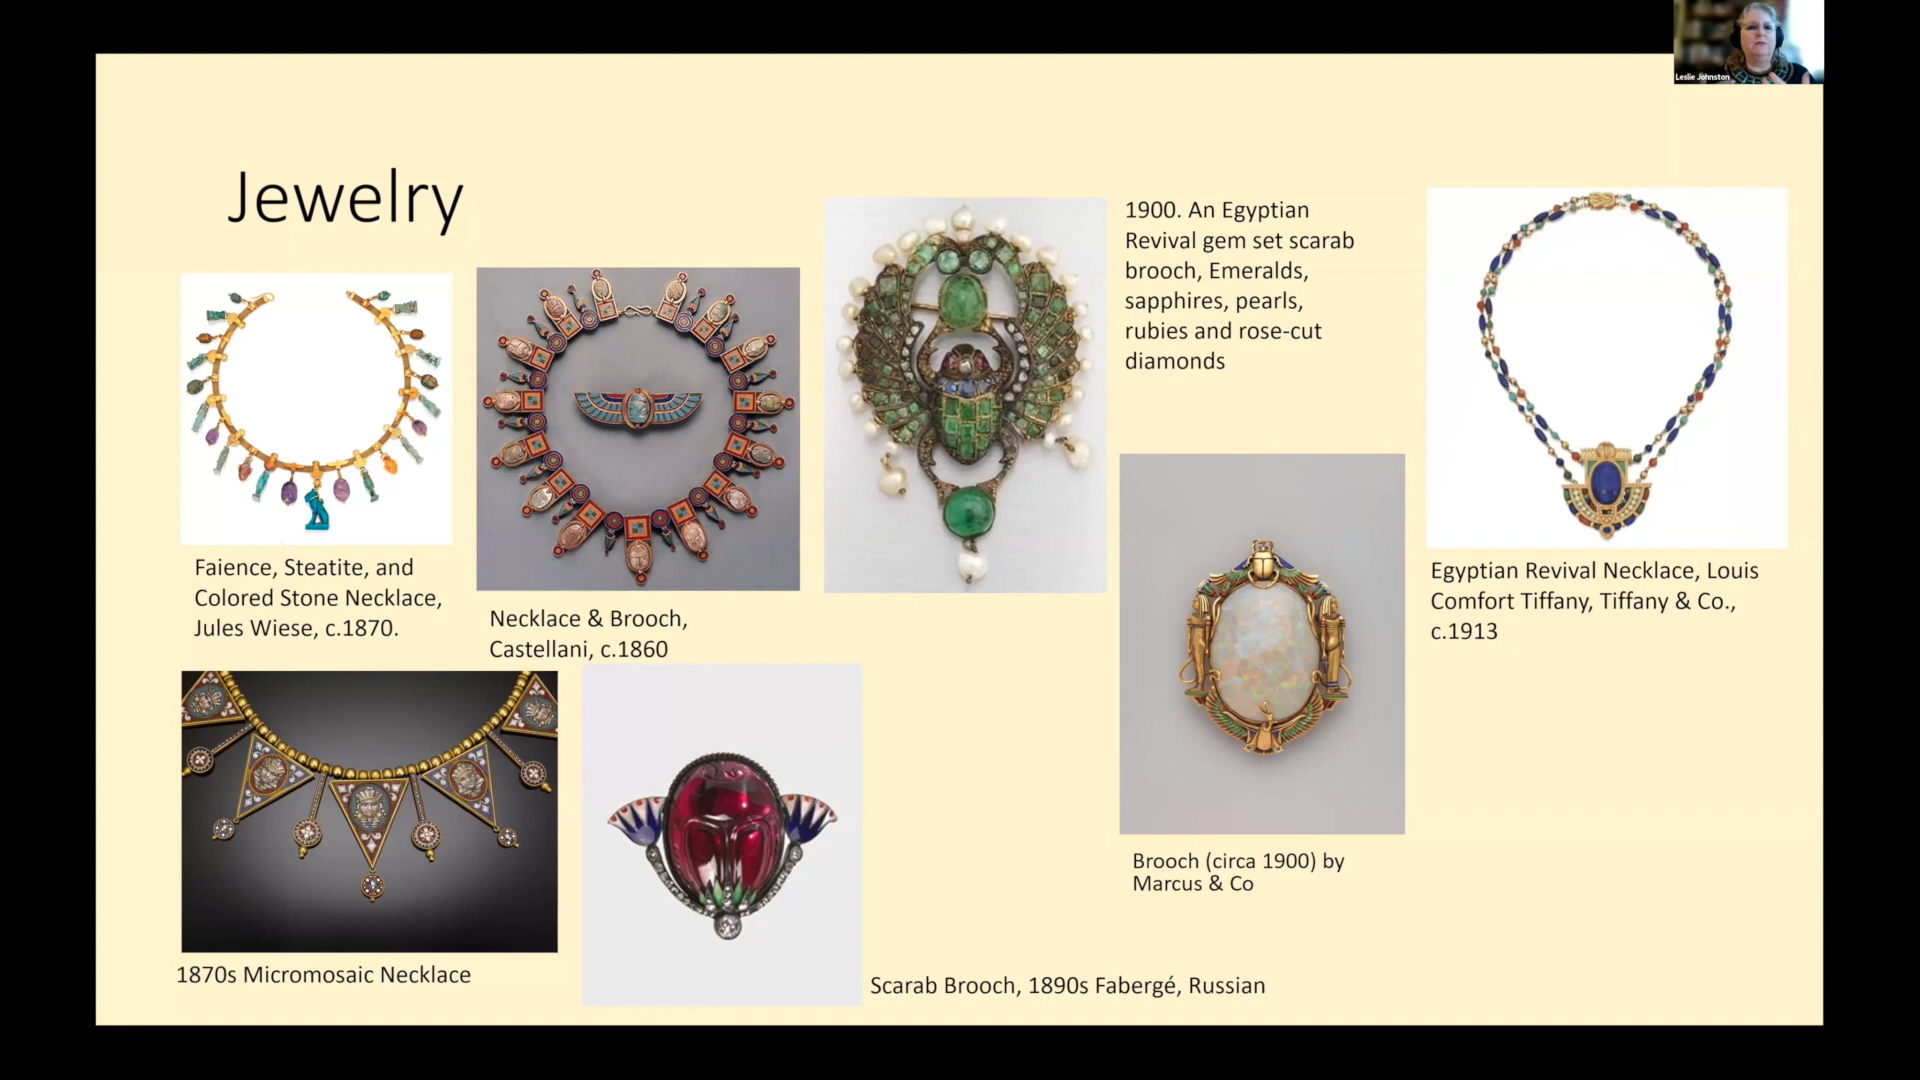 Leslie Johnston
Jewelry
Faience, Steatite, and
Colored Stone Necklace,
Jules Wiese, c.1870.
Necklace & Brooch,
Castellani, c.1860
1900. An Egyptian
Revival gem set scarab
brooch, Emeralds,
sapphires, pearls,
rubies and rose-cut
diamonds
Egyptian Revival Necklace, Louis
Comfort Tiffany, Tiffany & Co.,
c.1913
Brooch (circa 1900) by
Marcus & Co
1870s Micromosaic Necklace
Scarab Brooch, 1890s Fabergé, Russian